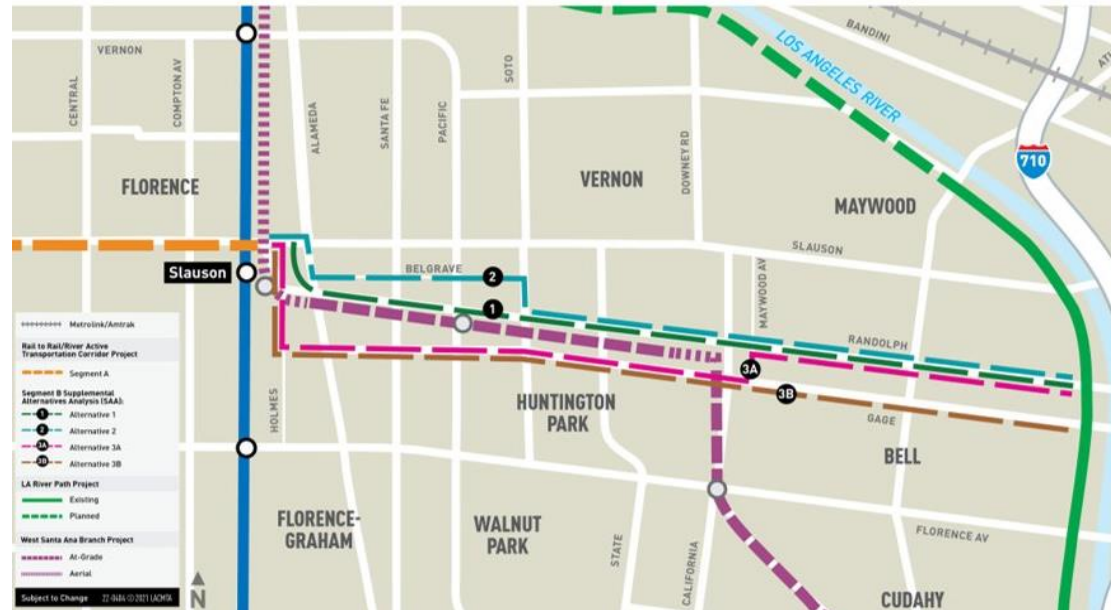 VERNON
CENTRAL
COMPTON AV
ALAMEDA
SANTA FE
PACIFIC
SOTO
DOWNEY RD
BANDINI
LOS ANGELES RIVER
710
FLORENCE
VERNON
MAYWOOD
SLAUSON
Slauson
BELGRAVE
2
1
MAYWOOD AV
RANDOLPH
3A
3B
GAGE
HOLMES
HUNTINGTON
PARK
BELL
FLORENCE-
GRAHAM
WALNUT
PARK
STATE
CALIFORNIA
FLORENCE AV
CUDAHY
Metrolink/Amtrak
Rail to Rail/River Active
Transportation Corridor Project
Segment A
Segment B Supplemental
Alternatives Analysis (SAA):
1 Alternative 1
2 Alternative 2
3A Alternative 3A
3B Alternative 3B
LA River Path Project
Existing
Planned
West Santa Ana Branch Project
At-Grade
Aerial
Subject to Change 22-0484 ©2021 LACMTA
N